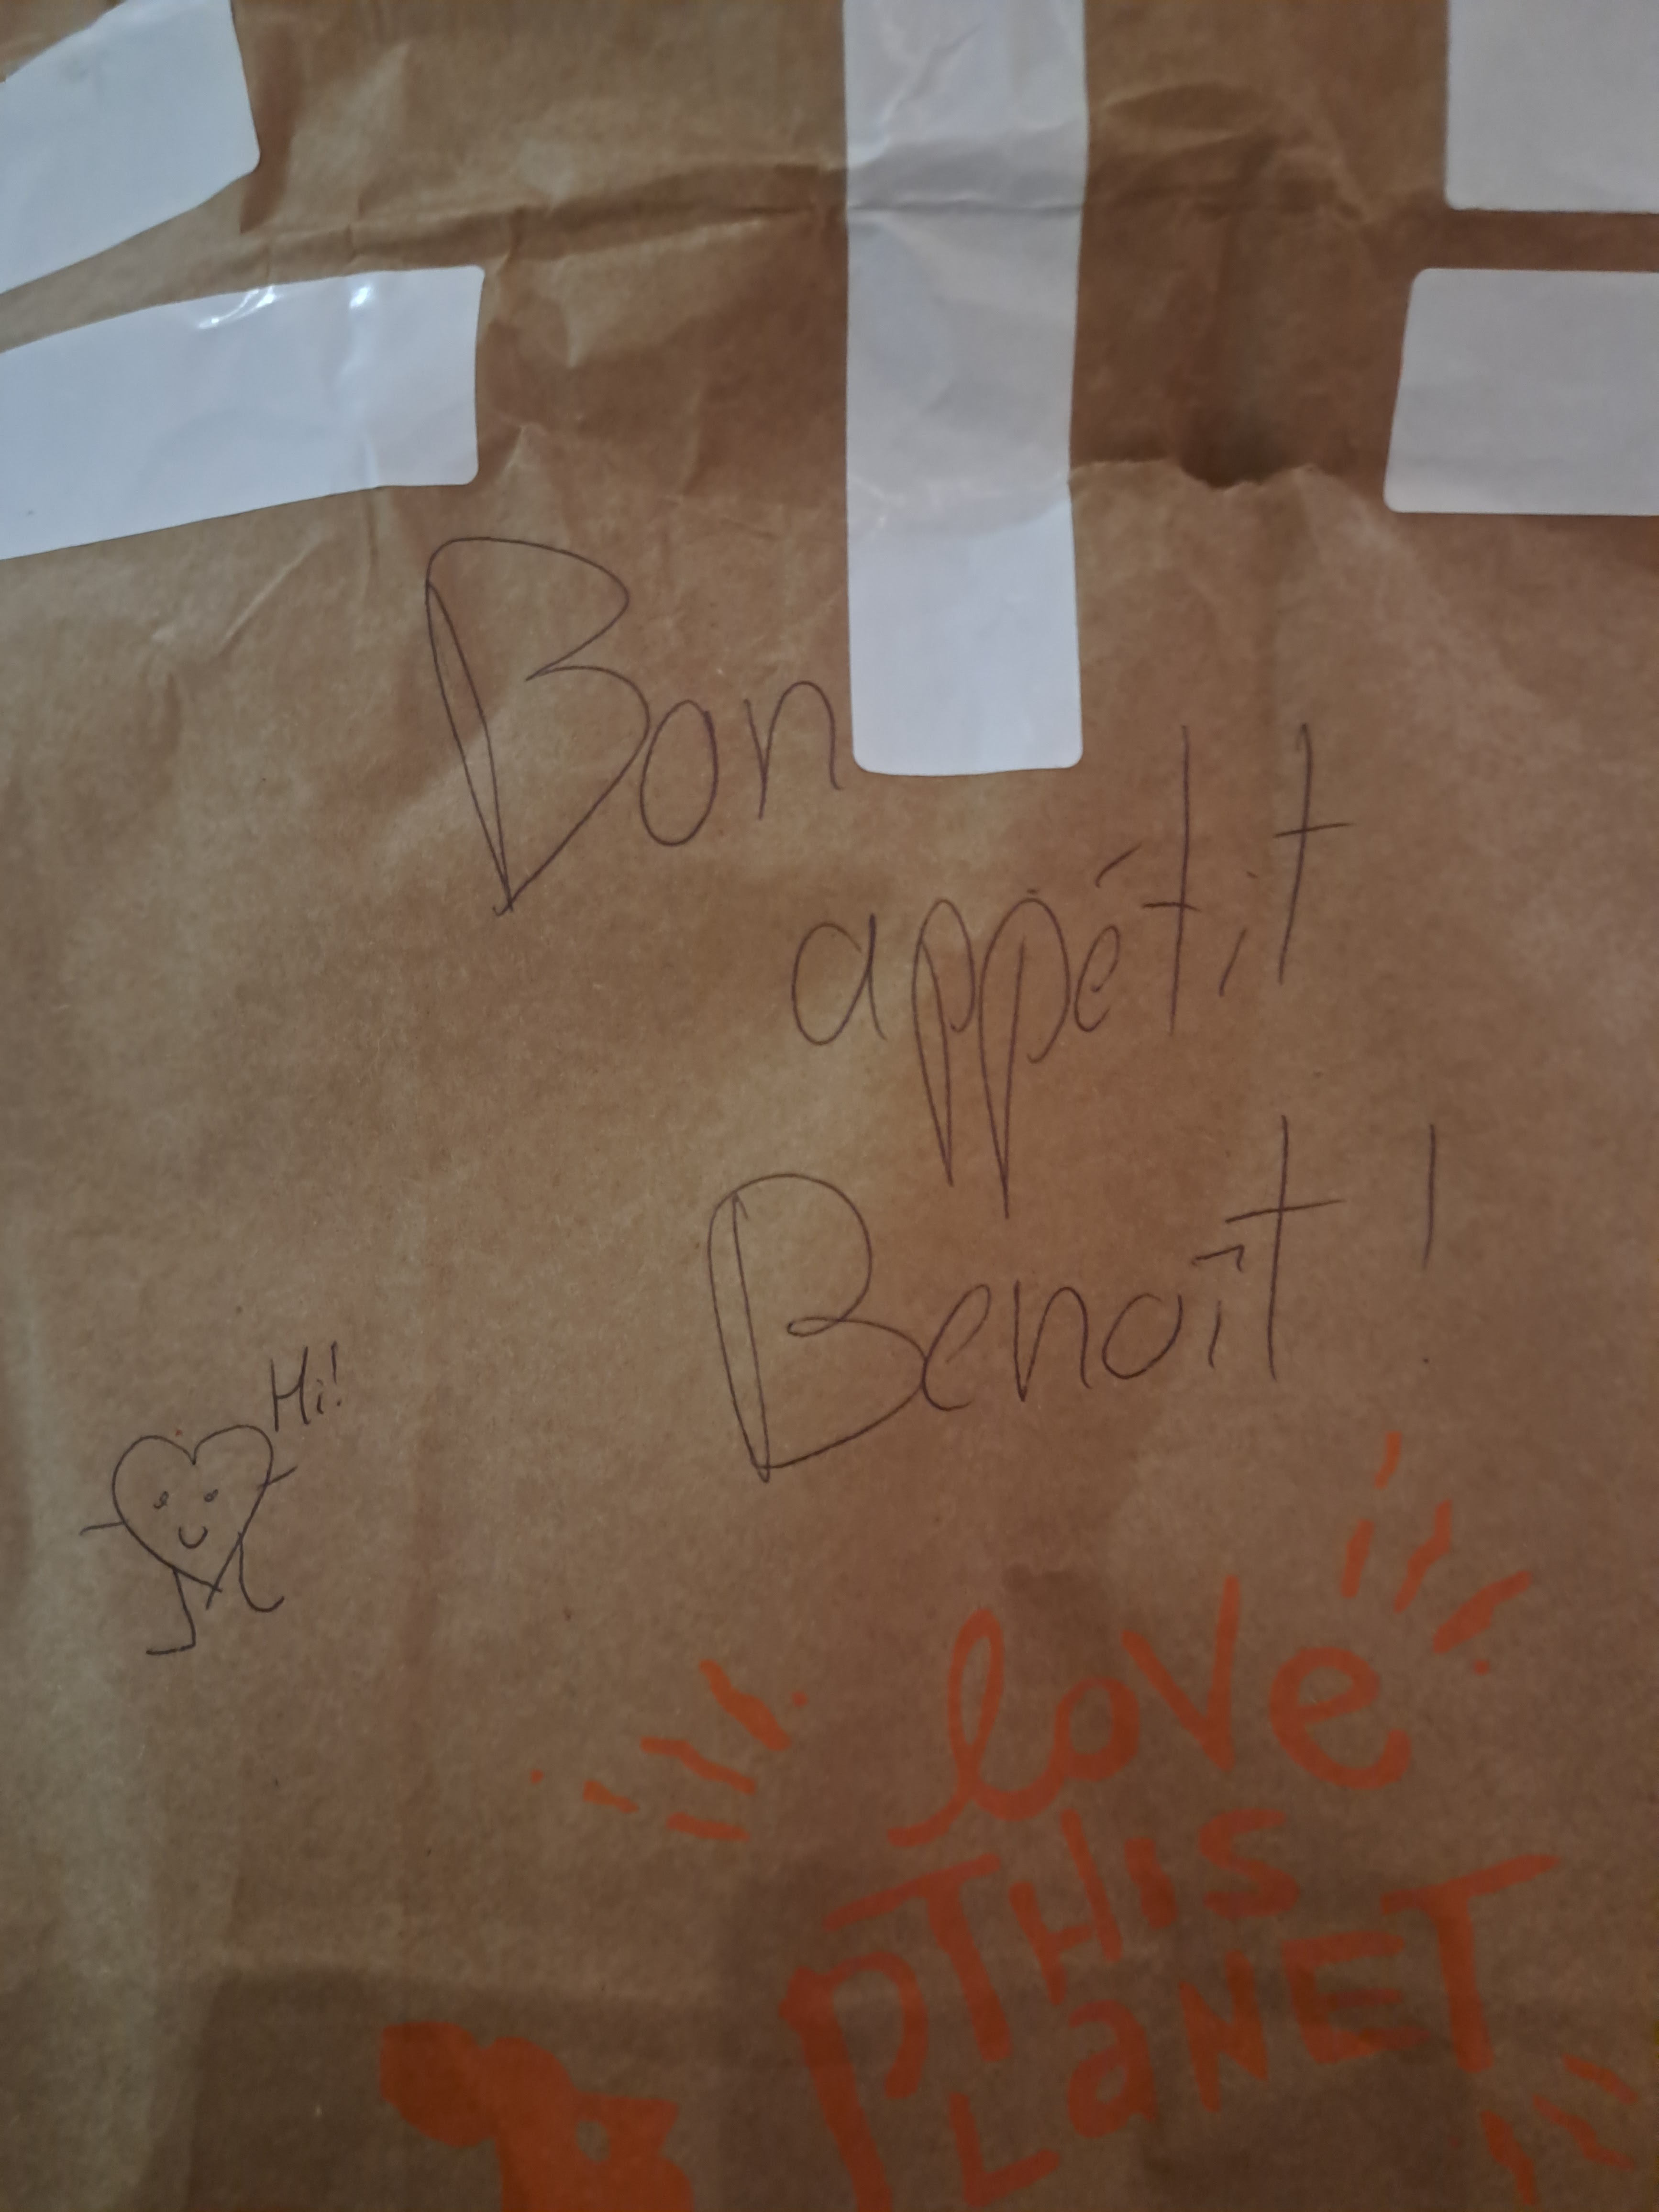 Bon
appétit
Benoît !
Hi!
love
THIS
PLaNET